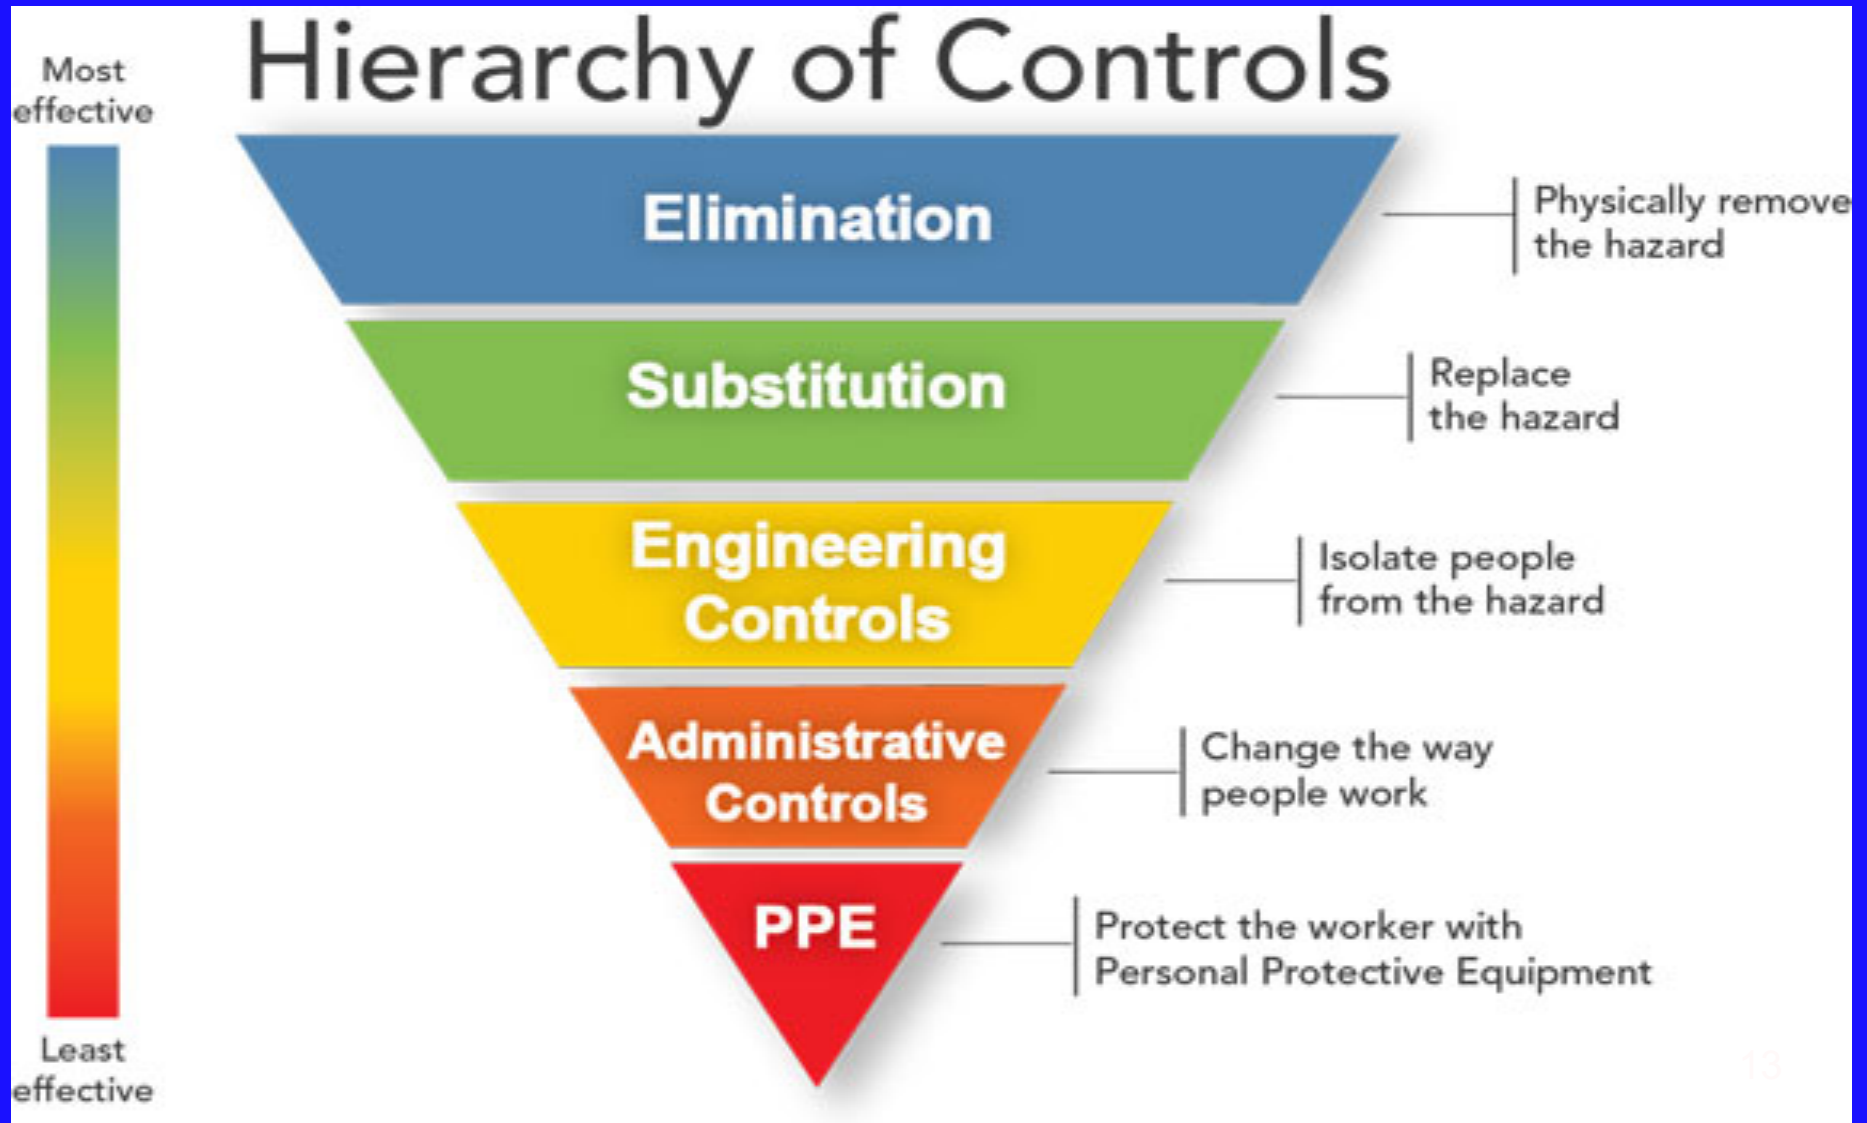 Hierarchy of Controls
Most
effective
Elimination
Physically remove
the hazard
Substitution
Replace
the hazard
Engineering
Controls
Isolate people
from the hazard
Administrative
Controls
Change the way
people work
PPE
Protect the worker with
Personal Protective Equipment
Least
effective
13